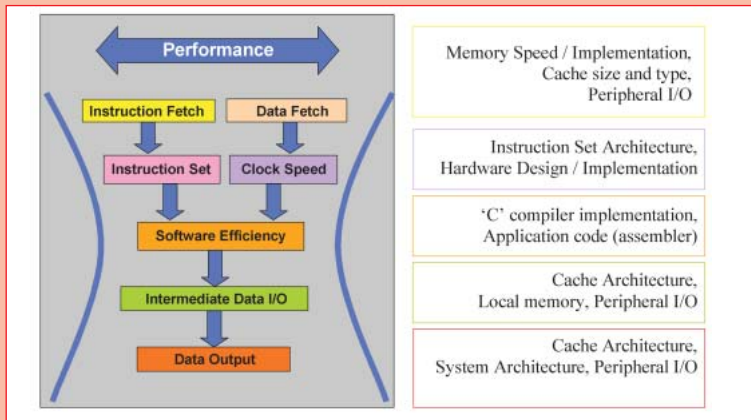 Performance
Instruction Fetch
Data Fetch
Instruction Set
Clock Speed
Software Efficiency
Intermediate Data I/O
Data Output
Memory Speed / Implementation,
Cache size and type,
Peripheral I/O
Instruction Set Architecture,
Hardware Design / Implementation
‘C’ compiler implementation,
Application code (assembler)
Cache Architecture,
Local memory, Peripheral I/O
Cache Architecture,
System Architecture, Peripheral I/O